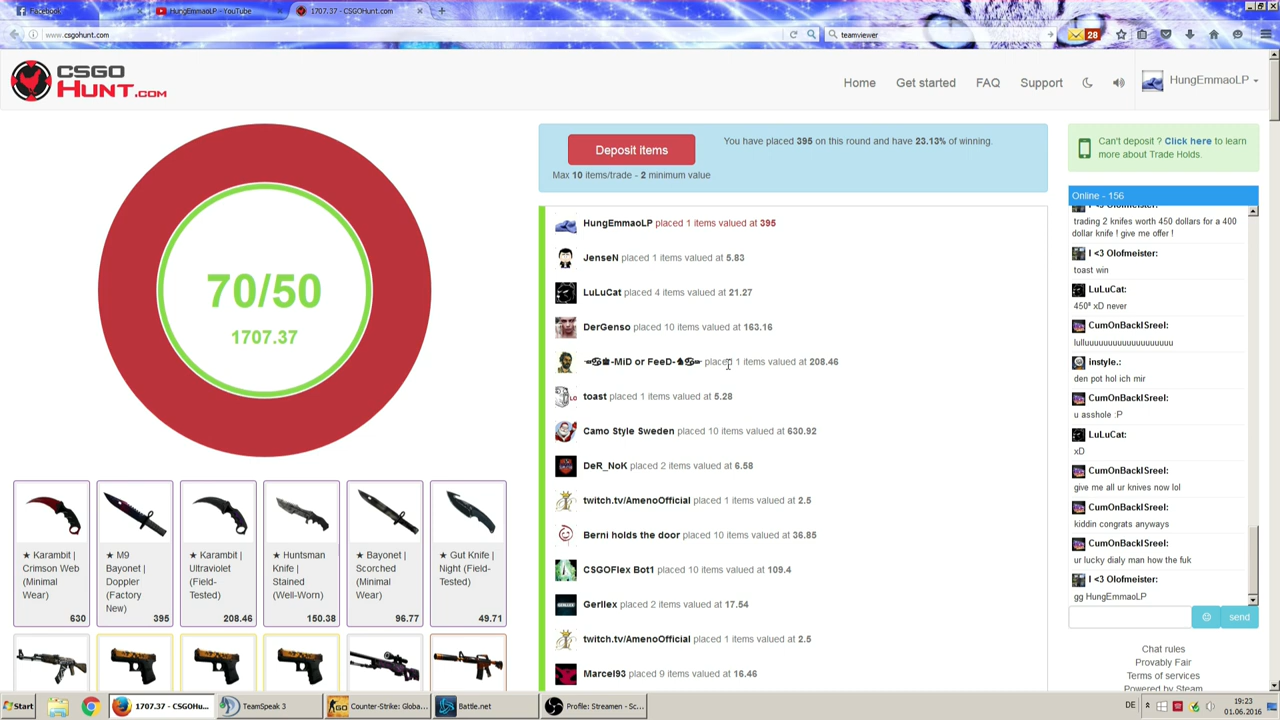 Facebook
HungEmmaoLP - YouTube
1707.37 - CSGOHunt.com
www.csgohunt.com
teamviewer
28
CSGO
HUNT.COM
Home
Get started
FAQ
Support
HungEmmaoLP
70/50
1707.37
Deposit items
You have placed 395 on this round and have 23.13% of winning.
Max 10 items/trade - 2 minimum value
HungEmmaoLP placed 1 items valued at 395
JenseN placed 1 items valued at 5.83
LuLuCat placed 4 items valued at 21.27
DerGenso placed 10 items valued at 163.16
-MiD or FeeD- placed 1 items valued at 208.46
toast placed 1 items valued at 5.28
Camo Style Sweden placed 10 items valued at 630.92
DeR_NoK placed 2 items valued at 6.58
twitch.tv/AmenoOfficial placed 1 items valued at 2.5
Berni holds the door placed 10 items valued at 36.85
CSGOFlex Bot1 placed 10 items valued at 109.4
Gerllex placed 2 items valued at 17.54
twitch.tv/AmenoOfficial placed 1 items valued at 2.5
Marcel93 placed 9 items valued at 16.46
★ Karambit |
Crimson Web
(Minimal
Wear)
630
★ M9
Bayonet |
Doppler
(Factory
New)
395
★ Karambit |
Ultraviolet
(Field-
Tested)
208.46
★ Huntsman
Knife |
Stained
(Well-Worn)
150.38
★ Bayonet |
Scorched
(Minimal
Wear)
96.77
★ Gut Knife |
Night (Field-
Tested)
49.71
Can't deposit ? Click here to learn
more about Trade Holds.
Online - 156
I <3 Olofmeister:
trading 2 knifes worth 450 dollars for a 400
dollar knife ! give me offer !
I <3 Olofmeister:
toast win
LuLuCat:
450ª xD never
CumOnBackISreel:
lulluuuuuuuuuuuuuuuuuuuu
instyle.:
den pot hol ich mir
CumOnBackISreel:
u asshole :P
LuLuCat:
xD
CumOnBackISreel:
give me all ur knives now lol
CumOnBackISreel:
kiddin congrats anyways
CumOnBackISreel:
ur lucky dialy man how the fuk
I <3 Olofmeister:
gg HungEmmaoLP
send
Chat rules
Provably Fair
Terms of services
Powered by Steam
Start
1707.37 - CSGOHu...
TeamSpeak 3
Counter-Strike: Globa...
Battle.net
Profile: Streamen - Sc...
DE
19:23
01.06.2016